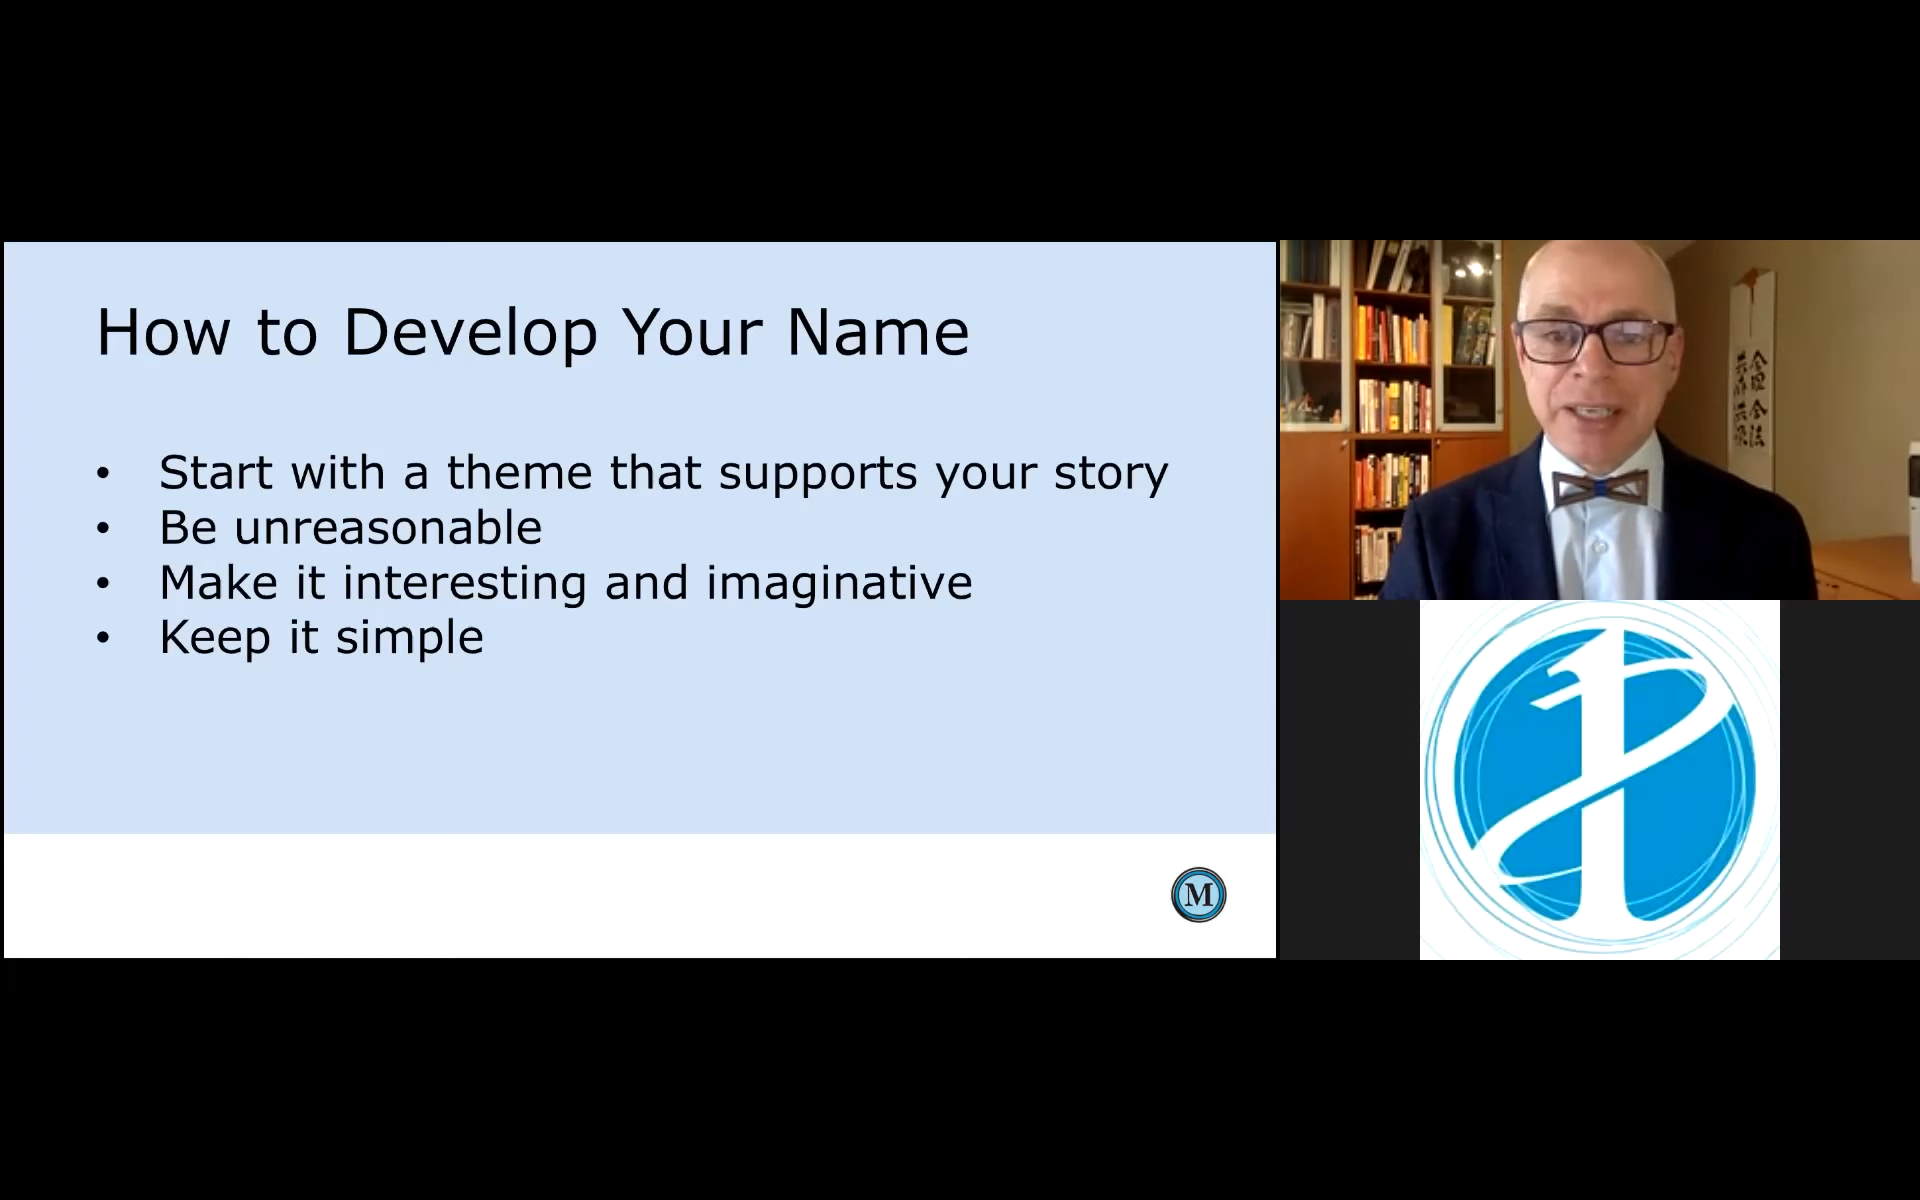 How to Develop Your Name
• Start with a theme that supports your story
• Be unreasonable
• Make it interesting and imaginative
• Keep it simple
M